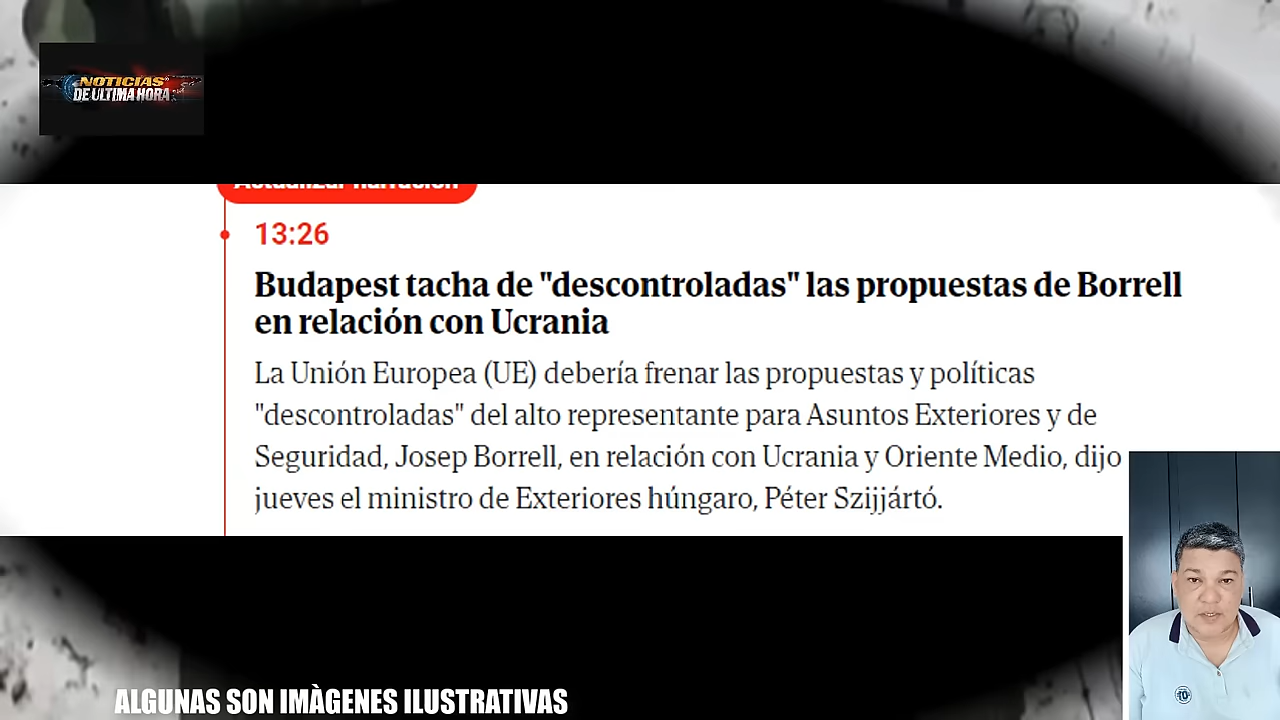 NOTICIAS
DE ULTIMA HORA
Actualizar narración
13:26
Budapest tacha de "descontroladas" las propuestas de Borrell
en relación con Ucrania
La Unión Europea (UE) debería frenar las propuestas y políticas
"descontroladas" del alto representante para Asuntos Exteriores y de
Seguridad, Josep Borrell, en relación con Ucrania y Oriente Medio, dijo
jueves el ministro de Exteriores húngaro, Péter Szijjártó.
ALGUNAS SON IMÀGENES ILUSTRATIVAS